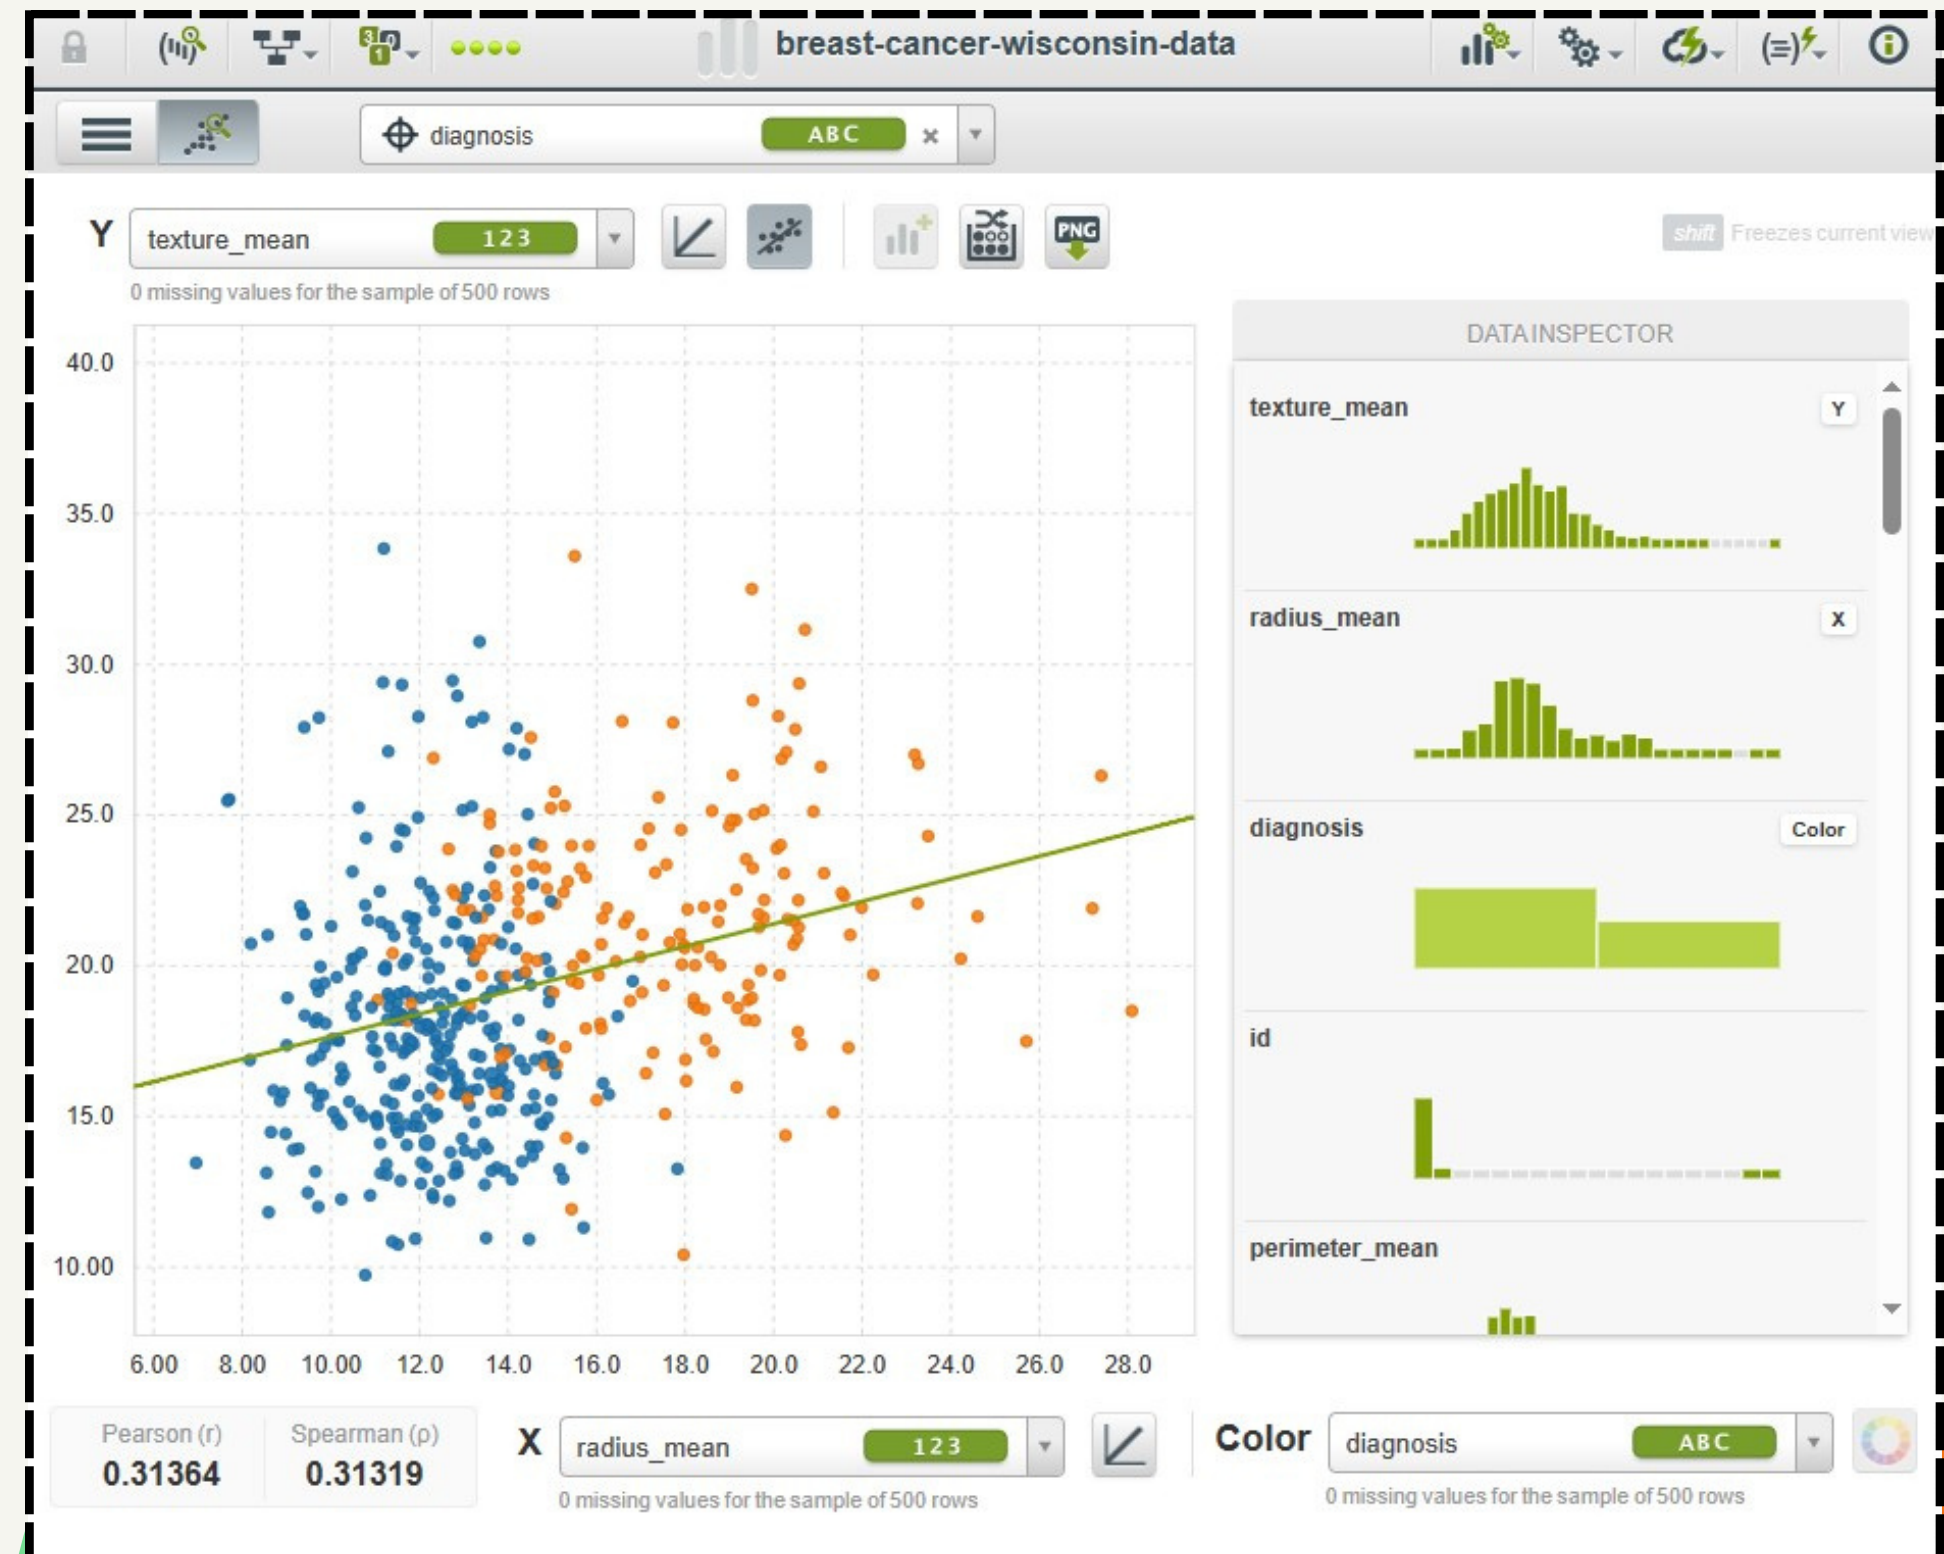 breast-cancer-wisconsin-data
diagnosis ABC
Y texture_mean 123
PNG
shift Freezes current view
0 missing values for the sample of 500 rows
DATA INSPECTOR
texture_mean Y
radius_mean X
diagnosis Color
id
perimeter_mean
40.0
35.0
30.0
25.0
20.0
15.0
10.00
6.00 8.00 10.00 12.0 14.0 16.0 18.0 20.0 22.0 24.0 26.0 28.0
Pearson (r) Spearman (ρ)
0.31364 0.31319
X radius_mean 123
0 missing values for the sample of 500 rows
Color diagnosis ABC
0 missing values for the sample of 500 rows